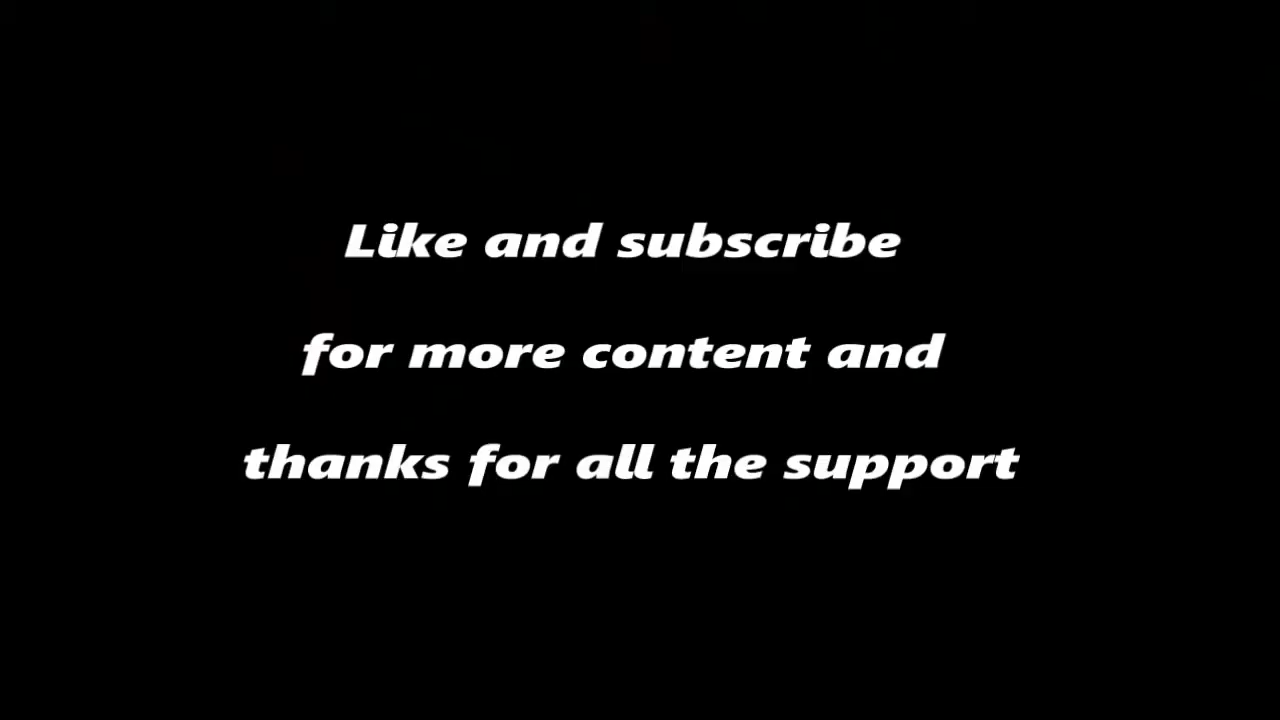 Like and subscribe
for more content and
thanks for all the support